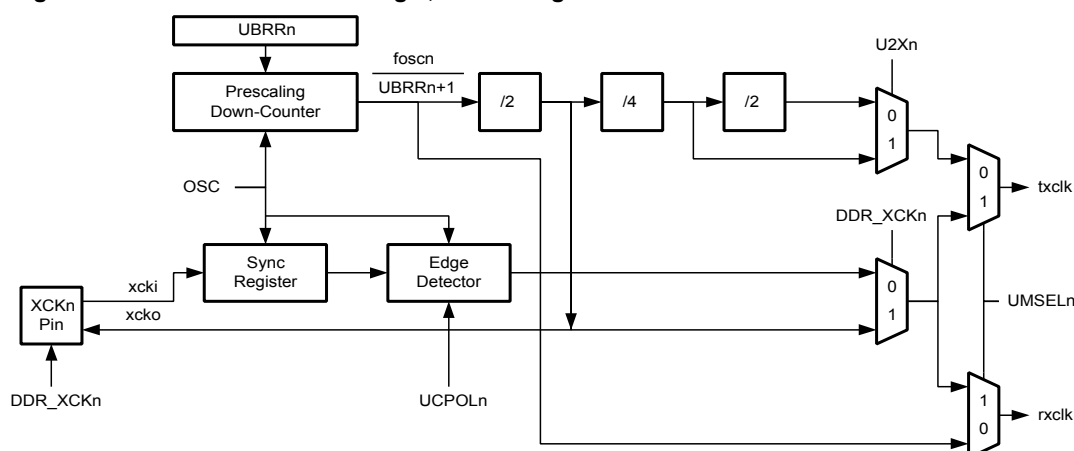 UBRRn
foscn
U2Xn
Prescaling
Down-Counter
UBRRn+1
/2
/4
/2
0
1
OSC
0
1
txclk
DDR_XCKn
Sync
Register
Edge
Detector
xcki
0
1
XCKn
Pin
xcko
UMSELn
DDR_XCKn
UCPOLn
1
0
rxclk